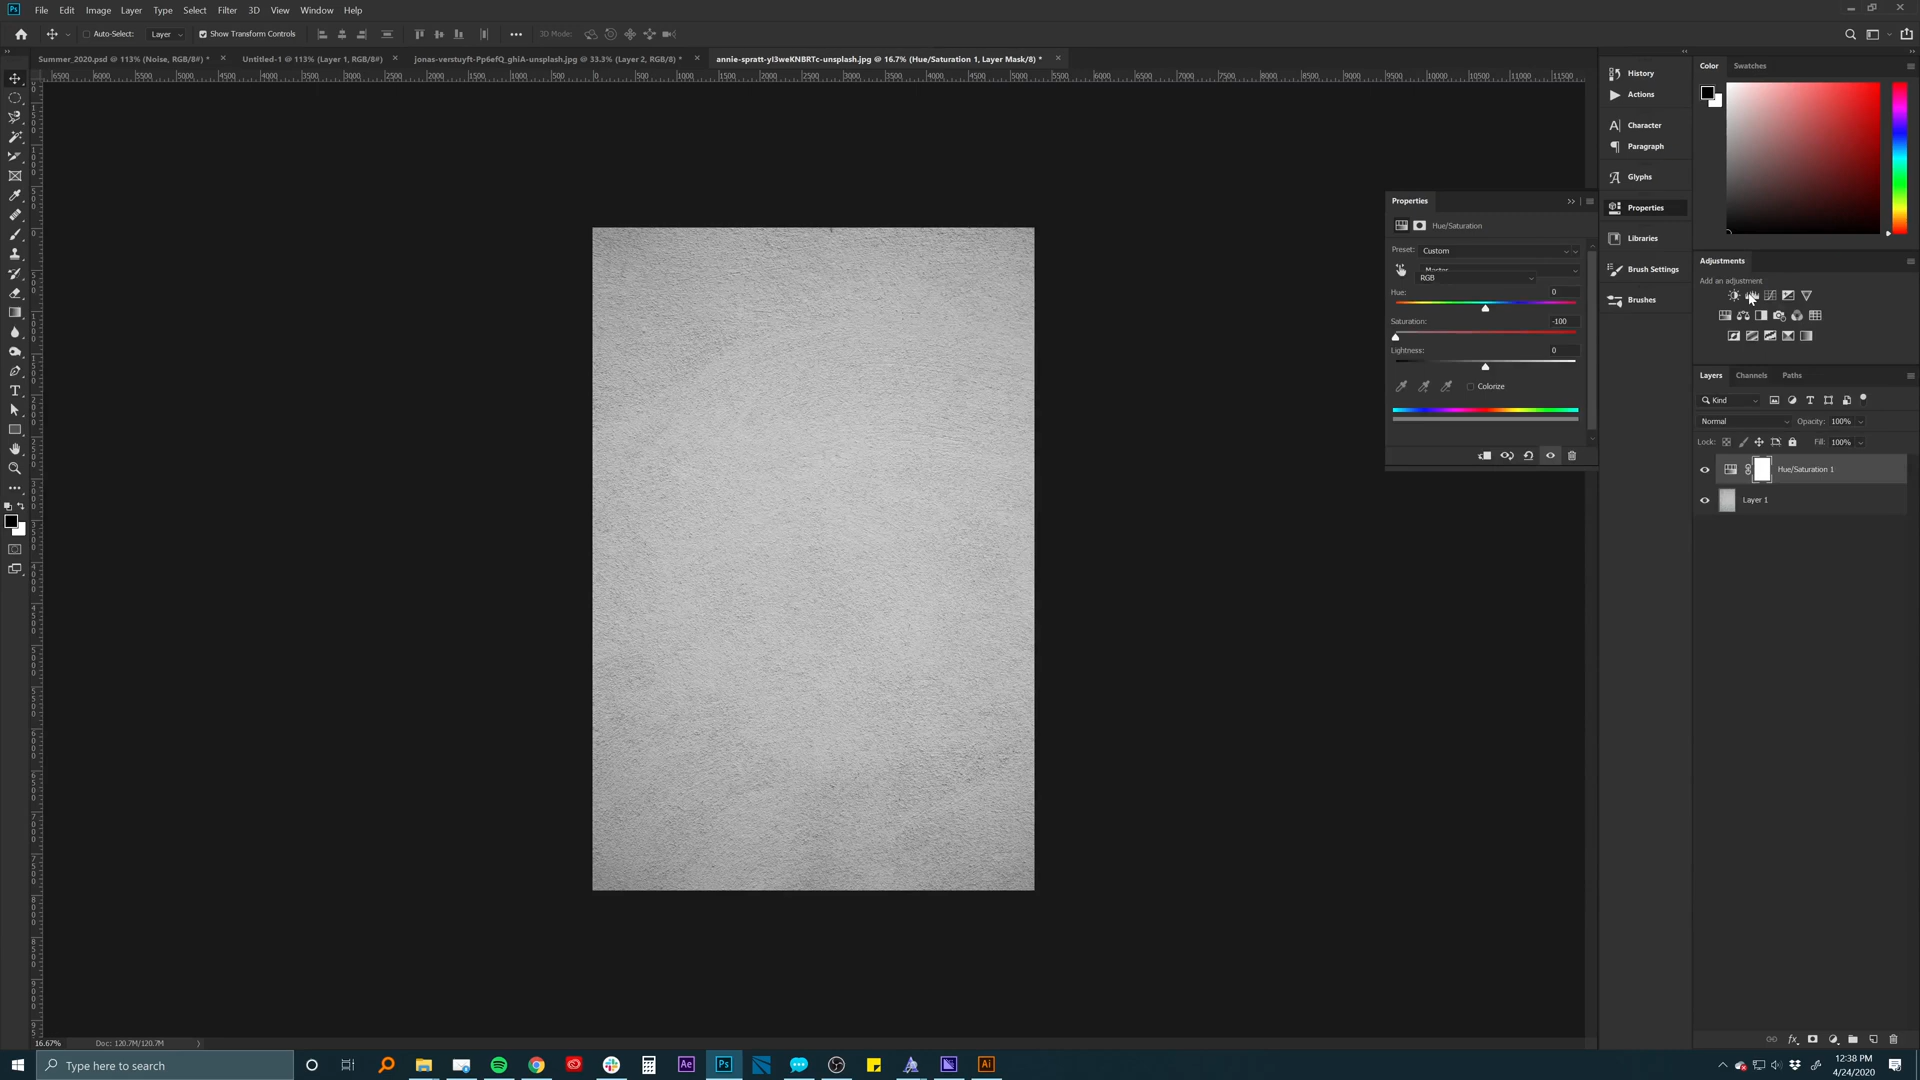 Ps File Edit Image Layer Type Select Filter 3D View Window Help
Auto-Select: Layer Show Transform Controls 3D Mode:
Summer_2020.psd @ 113% (Noise, RGB/8#) *
Untitled-1 @ 113% (Layer 1, RGB/8#)
jonas-verstuyft-Pp6efQ_ghiA-unsplash.jpg @ 33.3% (Layer 2, RGB/8) *
annie-spratt-yI3weKNBRTc-unsplash.jpg @ 16.7% (Hue/Saturation 1, Layer Mask/8) *
History
Actions
Character
Paragraph
Glyphs
Properties
Libraries
Brush Settings
Brushes
Color Swatches
Properties
Hue/Saturation
Preset: Custom
Master
RGB
Hue: 0
Saturation: -100
Lightness: 0
Colorize
Adjustments
Add an adjustment
Layers Channels Paths
Kind
Normal Opacity: 100%
Lock: Fill: 100%
Hue/Saturation 1
Layer 1
16.67% Doc: 120.7M/120.7M
Type here to search
Ae Ps Ai
12:38 PM
4/24/2020